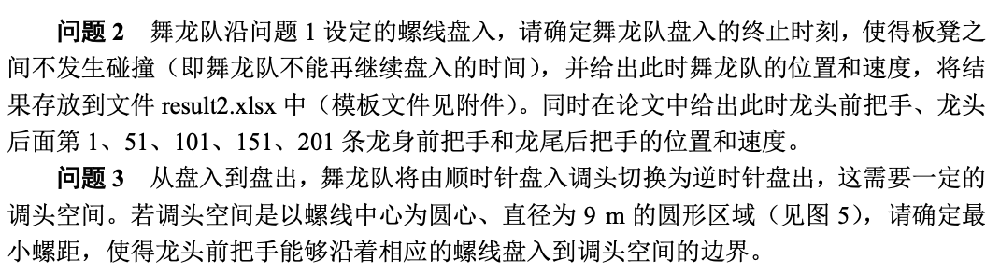 问题 2 舞龙队沿问题 1 设定的螺线盘入，请确定舞龙队盘入的终止时刻，使得板凳之
间不发生碰撞（即舞龙队不能再继续盘入的时间），并给出此时舞龙队的位置和速度，将结
果存放到文件 result2.xlsx 中（模板文件见附件）。同时在论文中给出此时龙头前把手、龙头
后面第 1、51、101、151、201 条龙身前把手和龙尾后把手的位置和速度。
问题 3 从盘入到盘出，舞龙队将由顺时针盘入调头切换为逆时针盘出，这需要一定的
调头空间。若调头空间是以螺线中心为圆心、直径为 9 m 的圆形区域（见图 5），请确定最
小螺距，使得龙头前把手能够沿着相应的螺线盘入到调头空间的边界。